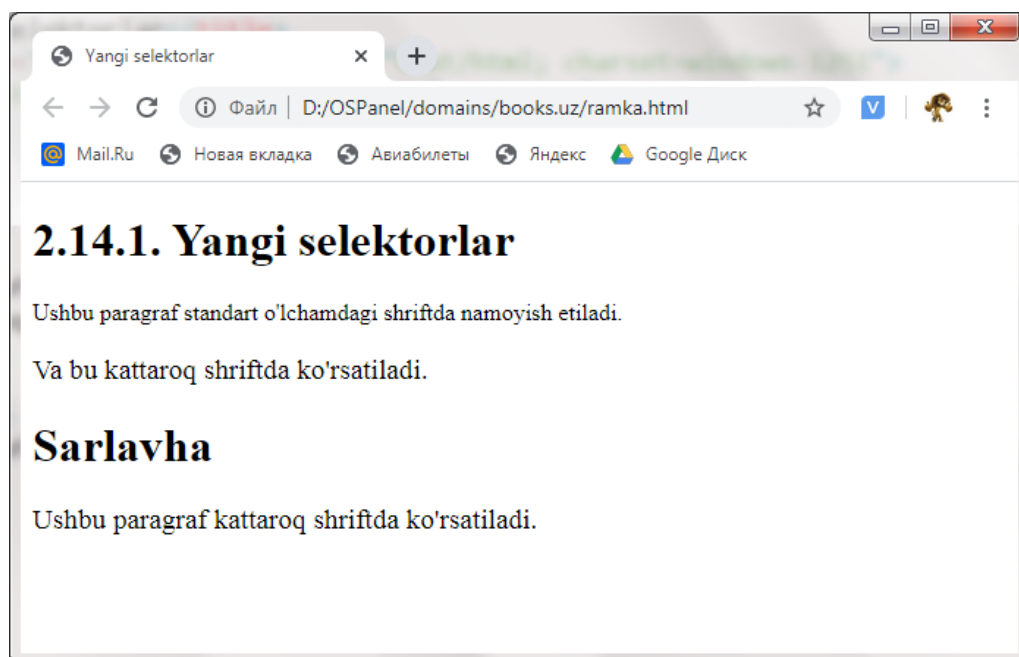 Yangi selektorlar
Файл D:/OSPanel/domains/books.uz/ramka.html
Mail.Ru Новая вкладка Авиабилеты Яндекс Google Диск
2.14.1. Yangi selektorlar
Ushbu paragraf standart o'lchamdagi shriftda namoyish etiladi.
Va bu kattaroq shriftda ko'rsatiladi.
Sarlavha
Ushbu paragraf kattaroq shriftda ko'rsatiladi.